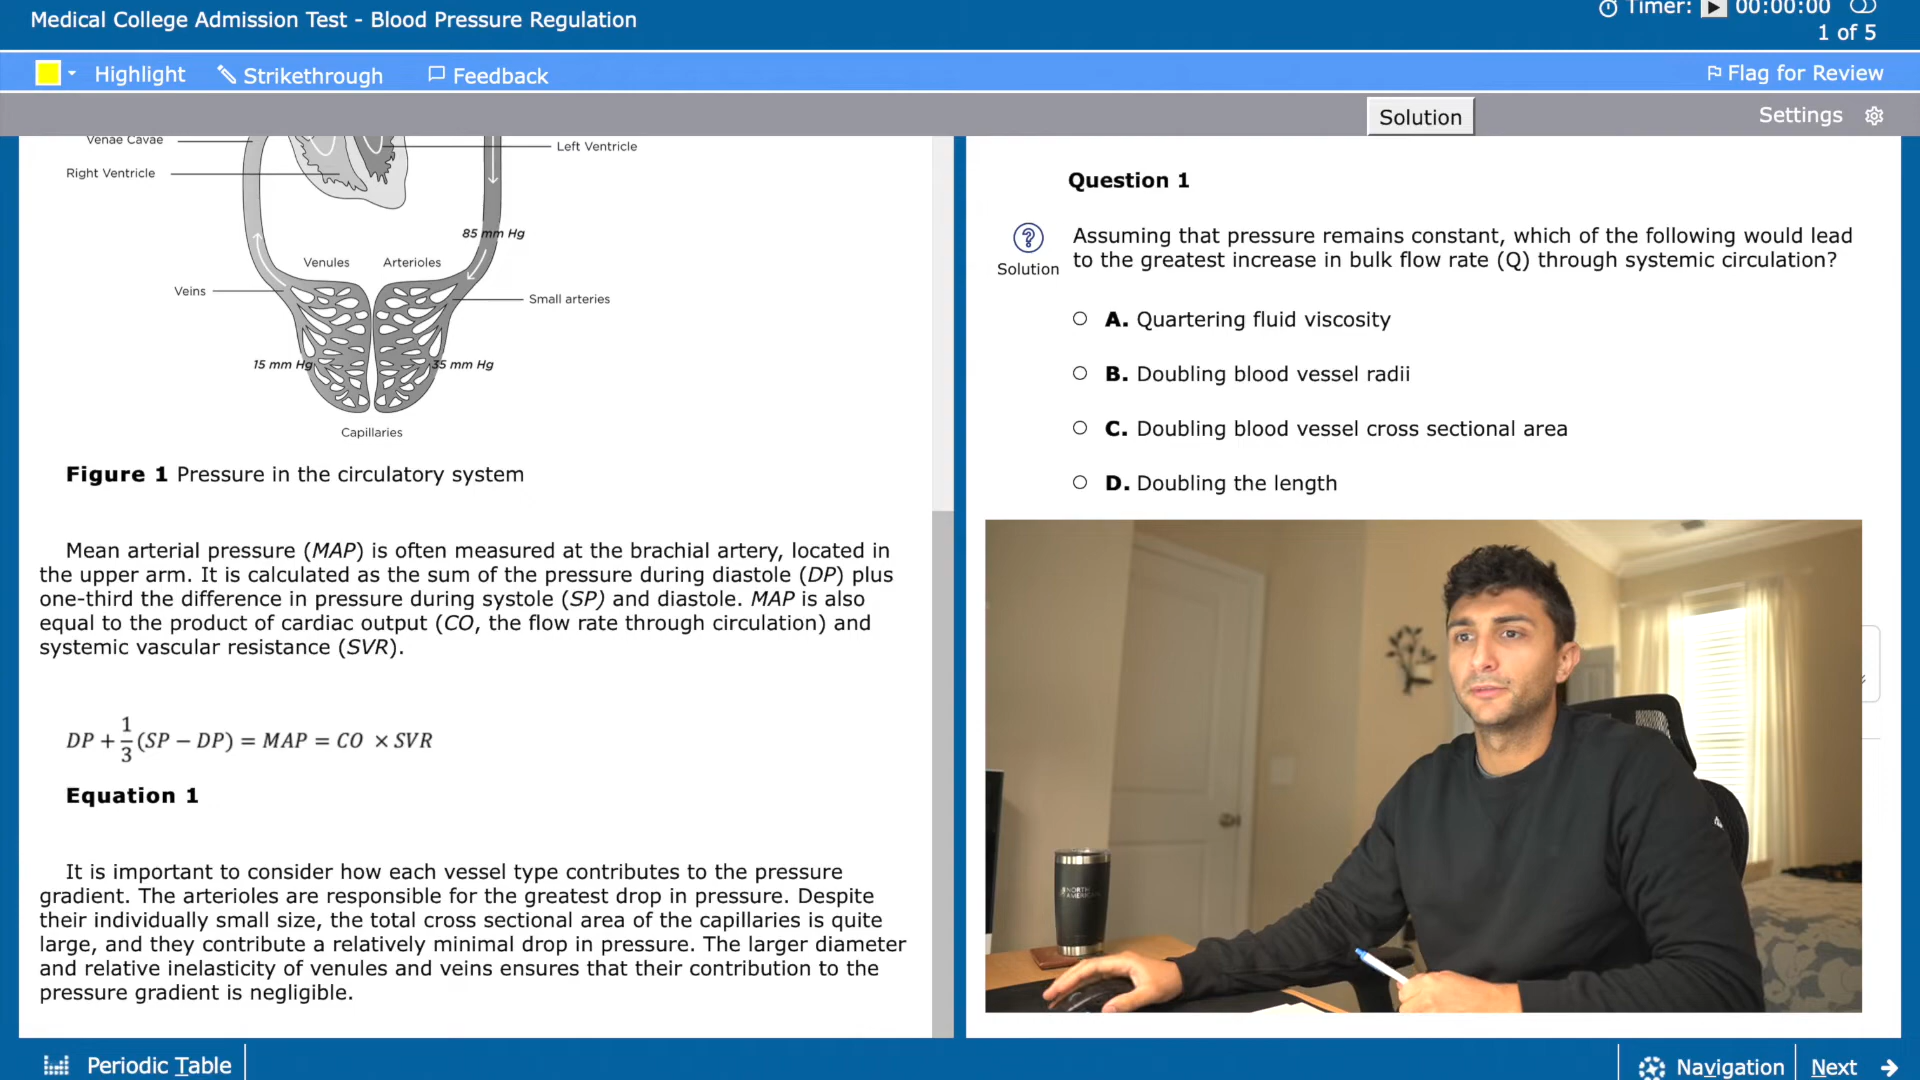 Medical College Admission Test - Blood Pressure Regulation
Timer: 00:00:00
1 of 5
Highlight
Strikethrough
Feedback
Flag for Review
Solution
Settings
Venae Cavae
Right Ventricle
Left Ventricle
85 mm Hg
Venules
Arterioles
Veins
Small arteries
15 mm Hg
35 mm Hg
Capillaries
Figure 1 Pressure in the circulatory system
Mean arterial pressure (MAP) is often measured at the brachial artery, located in
the upper arm. It is calculated as the sum of the pressure during diastole (DP) plus
one-third the difference in pressure during systole (SP) and diastole. MAP is also
equal to the product of cardiac output (CO, the flow rate through circulation) and
systemic vascular resistance (SVR).
DP + 1/3 (SP – DP) = MAP = CO × SVR
Equation 1
It is important to consider how each vessel type contributes to the pressure
gradient. The arterioles are responsible for the greatest drop in pressure. Despite
their individually small size, the total cross sectional area of the capillaries is quite
large, and they contribute a relatively minimal drop in pressure. The larger diameter
and relative inelasticity of venules and veins ensures that their contribution to the
pressure gradient is negligible.
Question 1
Solution
Assuming that pressure remains constant, which of the following would lead
to the greatest increase in bulk flow rate (Q) through systemic circulation?
A. Quartering fluid viscosity
B. Doubling blood vessel radii
C. Doubling blood vessel cross sectional area
D. Doubling the length
NORTH
AMERICAN
Periodic Table
Navigation
Next